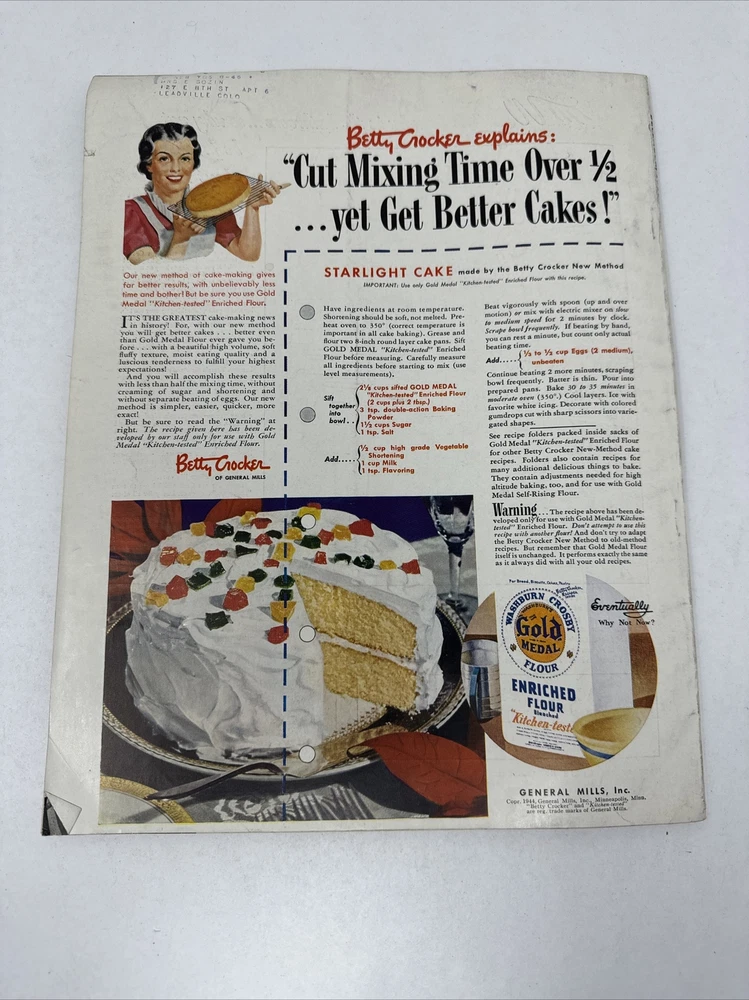 127 E 8TH ST APT 6
LEADVILLE COLO
Betty Crocker explains:
“Cut Mixing Time Over ½
...yet Get Better Cakes!”
Our new method of cake-making gives
far better results, with unbelievably less
time and bother! But be sure you use Gold
Medal "Kitchen-tested" Enriched Flour.
IT'S THE GREATEST cake-making news
in history! For, with our new method
you will get better cakes . . . better even
than Gold Medal Flour ever gave you be-
fore . . . with a beautiful high volume, soft
fluffy texture, moist eating quality and a
luscious tenderness to fulfill your highest
expectations!
And you will accomplish these results
with less than half the mixing time, without
creaming of sugar and shortening and
without separate beating of eggs. Our new
method is simpler, easier, quicker, more
exact!
But be sure to read the "Warning" at
right. The recipe given here has been de-
veloped by our staff only for use with Gold
Medal "Kitchen-tested" Enriched Flour.
Betty Crocker
OF GENERAL MILLS
STARLIGHT CAKE made by the Betty Crocker New Method
IMPORTANT: Use only Gold Medal "Kitchen-tested" Enriched Flour with this recipe.
Have ingredients at room temperature.
Shortening should be soft, not melted. Pre-
heat oven to 350° (correct temperature is
important in all cake baking). Grease and
flour two 8-inch round layer cake pans. Sift
GOLD MEDAL "Kitchen-tested" Enriched
Flour before measuring. Carefully measure
all ingredients before starting to mix (use
level measurements).
Sift
together
into
bowl..
2⅛ cups sifted GOLD MEDAL
"Kitchen-tested" Enriched Flour
(2 cups plus 2 tbsp.)
3 tsp. double-action Baking
Powder
1½ cups Sugar
1 tsp. Salt
Add......
½ cup high grade Vegetable
Shortening
1 cup Milk
1 tsp. Flavoring
Beat vigorously with spoon (up and over
motion) or mix with electric mixer on slow
to medium speed for 2 minutes by clock.
Scrape bowl frequently. If beating by hand,
you can rest a minute, but count only actual
beating time.
Add.....
⅓ to ½ cup Eggs (2 medium),
unbeaten
Continue beating 2 more minutes, scraping
bowl frequently. Batter is thin. Pour into
prepared pans. Bake 30 to 35 minutes in
moderate oven (350°.) Cool layers. Ice with
favorite white icing. Decorate with colored
gumdrops cut with sharp scissors into varie-
gated shapes.
See recipe folders packed inside sacks of
Gold Medal "Kitchen-tested" Enriched Flour
for other Betty Crocker New-Method cake
recipes. Folders also contain recipes for
many additional delicious things to bake.
They contain adjustments needed for high
altitude baking, too, and for use with Gold
Medal Self-Rising Flour.
Warning...The recipe above has been de-
veloped only for use with Gold Medal "Kitchen-
tested" Enriched Flour. Don't attempt to use this
recipe with another flour! And don't try to adapt
the Betty Crocker New Method to old-method
recipes. But remember that Gold Medal Flour
itself is unchanged. It performs exactly the same
as it always did with all your old recipes.
For Bread, Biscuits, Cakes, Pastry
WASHBURN CROSBY
Gold
MEDAL
FLOUR
ENRICHED
FLOUR
Bleached
"Kitchen-teste
Eventually
Why Not Now?
GENERAL MILLS, Inc.
Copr. 1944, General Mills, Inc., Minneapolis, Minn.
"Betty Crocker" and "Kitchen-tested"
are reg. trade marks of General Mills.